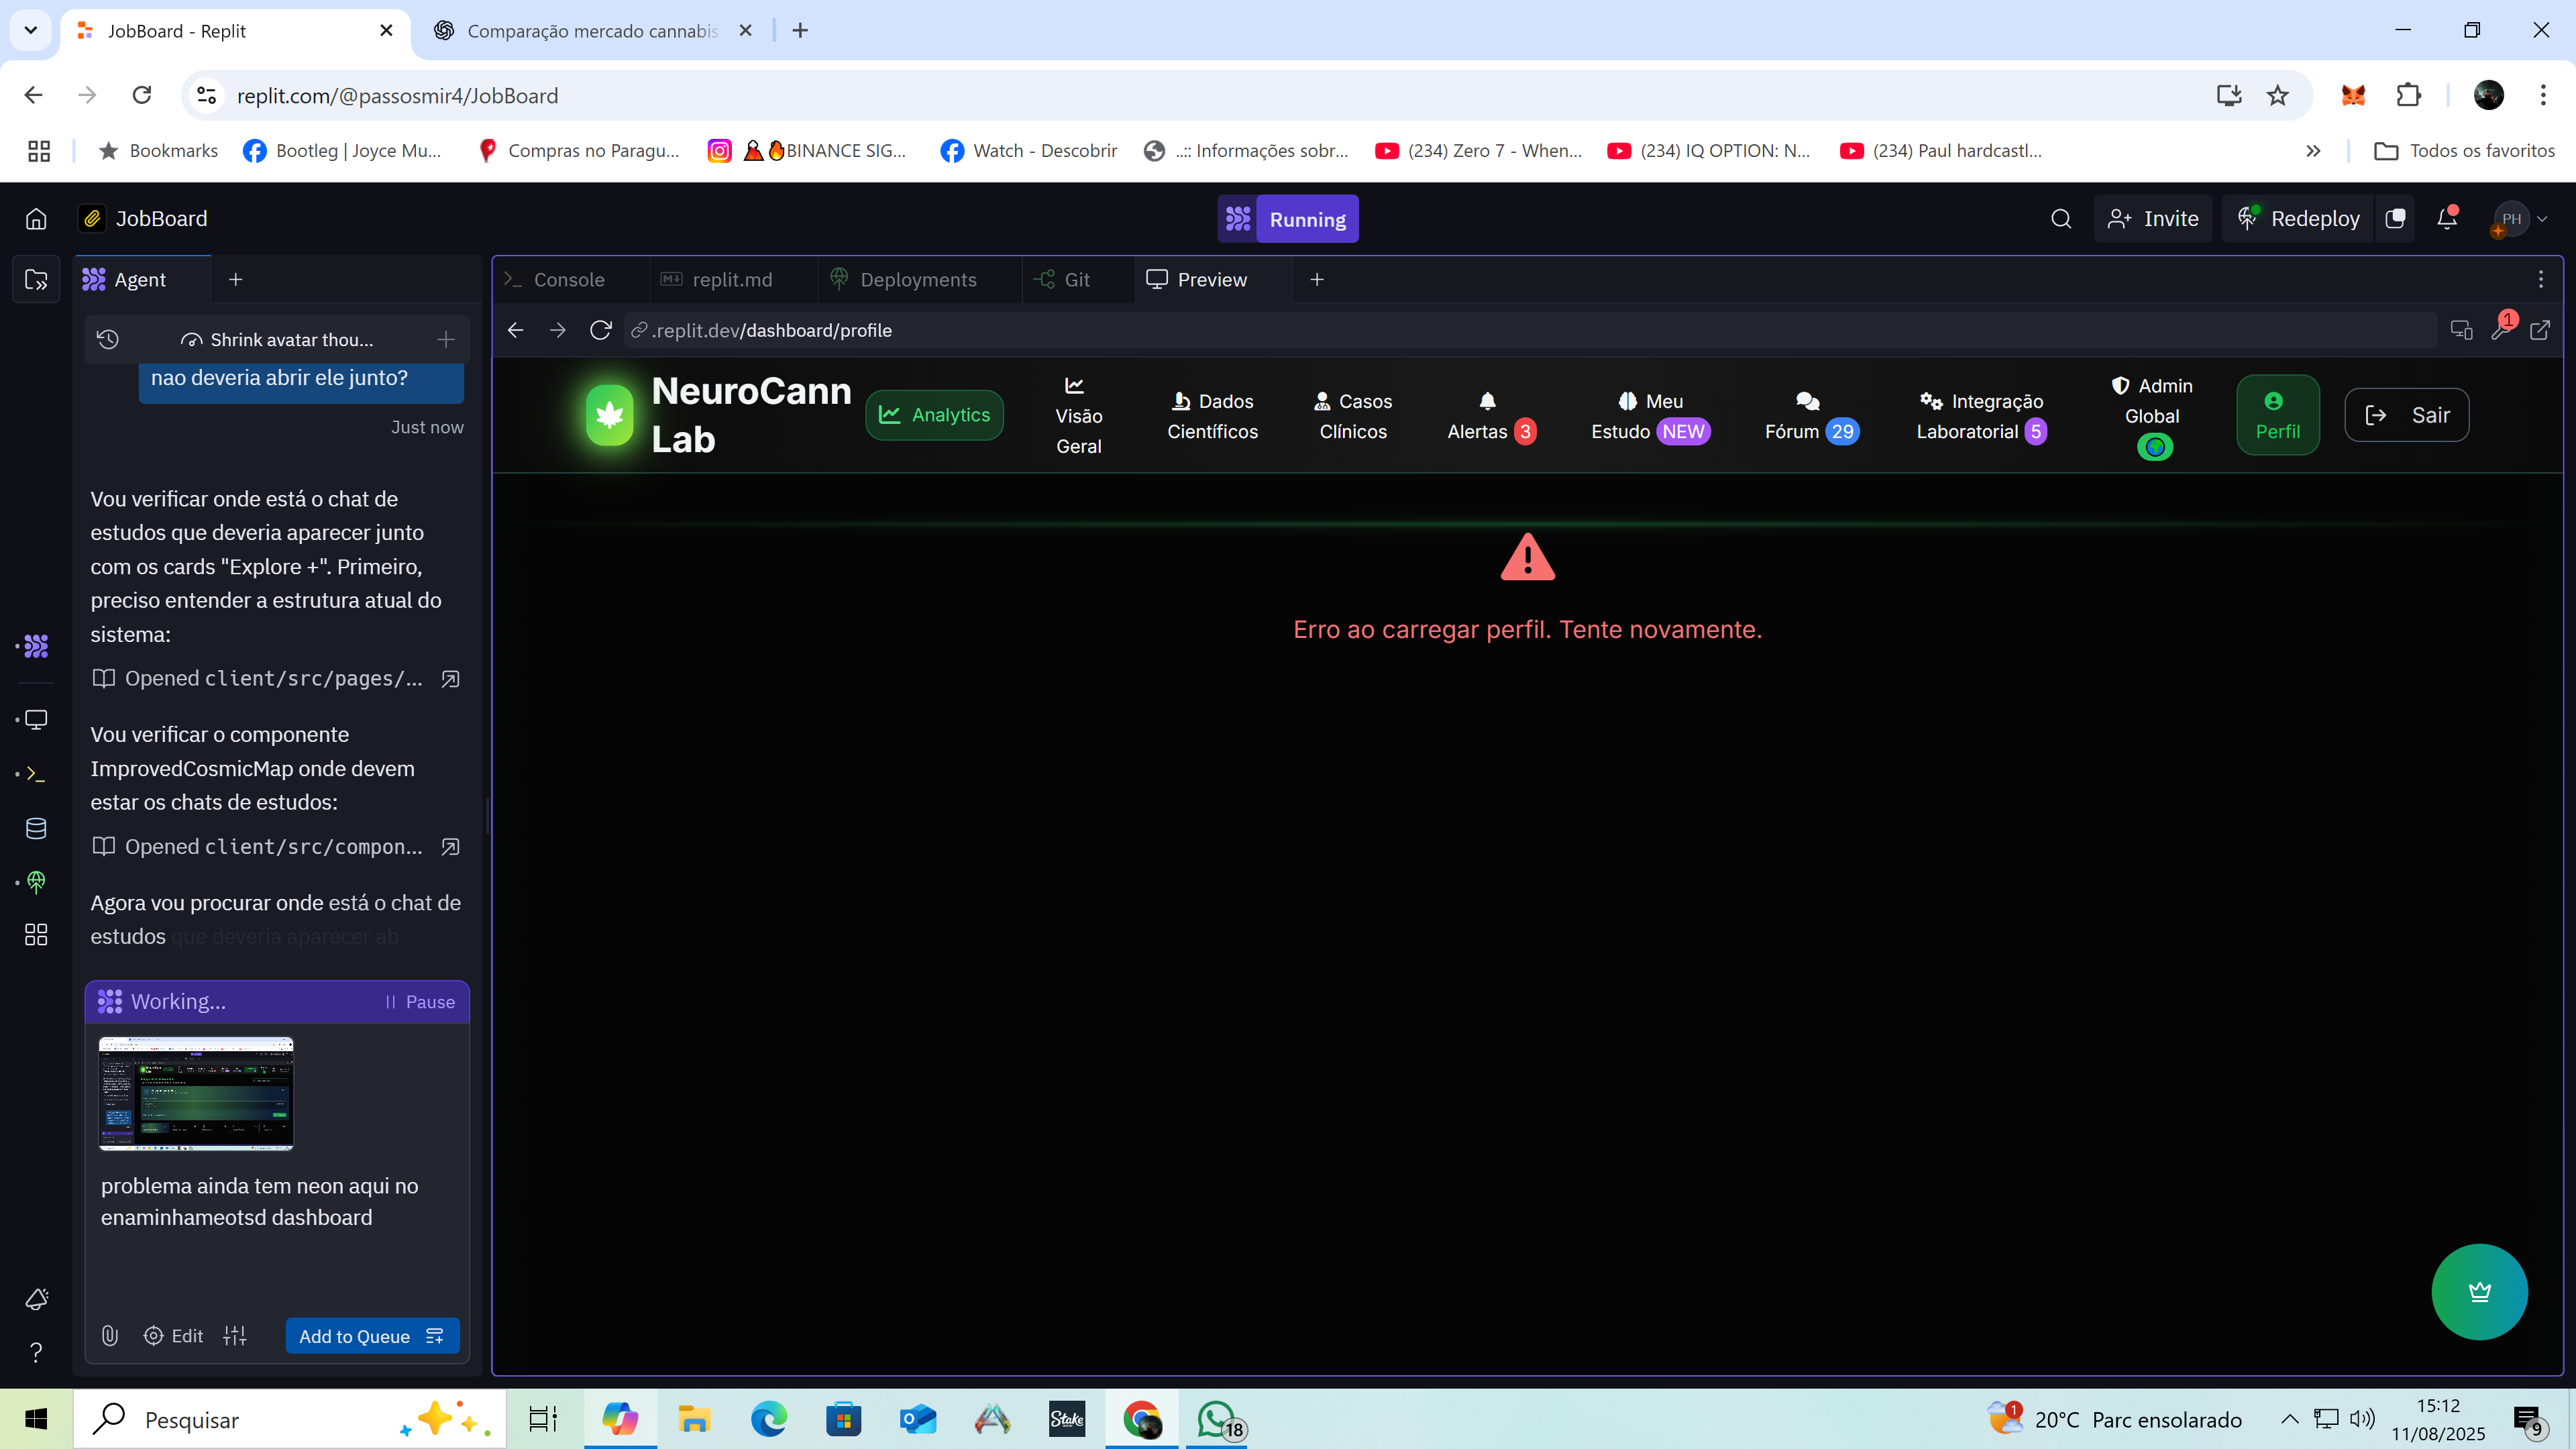 JobBoard - Replit
Comparação mercado cannabis
replit.com/@passosmir4/JobBoard
Bookmarks
Bootleg | Joyce Mu...
Compras no Paragu...
BINANCE SIG...
Watch - Descobrir
..:: Informações sobr...
(234) Zero 7 - When...
(234) IQ OPTION: N...
(234) Paul hardcastl...
Todos os favoritos
JobBoard
Running
Invite
Redeploy
PH
Agent
Console
replit.md
Deployments
Git
Preview
Shrink avatar thou...
.replit.dev/dashboard/profile
1
nao deveria abrir ele junto?
Just now
Vou verificar onde está o chat de
estudos que deveria aparecer junto
com os cards "Explore +". Primeiro,
preciso entender a estrutura atual do
sistema:
Opened client/src/pages/...
Vou verificar o componente
ImprovedCosmicMap onde devem
estar os chats de estudos:
Opened client/src/compon...
Agora vou procurar onde está o chat de
estudos que deveria aparecer ab
Working...
Pause
problema ainda tem neon aqui no
enaminhameotsd dashboard
Edit
Add to Queue
NeuroCann
Lab
Analytics
Visão
Geral
Dados
Científicos
Casos
Clínicos
Alertas 3
Meu
Estudo NEW
Fórum 29
Integração
Laboratorial 5
Admin
Global
Perfil
Sair
Erro ao carregar perfil. Tente novamente.
Pesquisar
Stake
18
1
20°C Parc ensolarado
15:12
11/08/2025
9